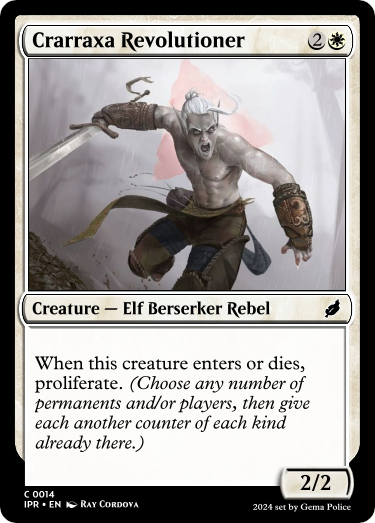 Crarraxa Revolutioner 2
Creature — Elf Berserker Rebel
When this creature enters or dies,
proliferate. (Choose any number of
permanents and/or players, then give
each another counter of each kind
already there.)
2/2
C 0014
IPR • EN Ray Cordova
2024 set by Gema Police